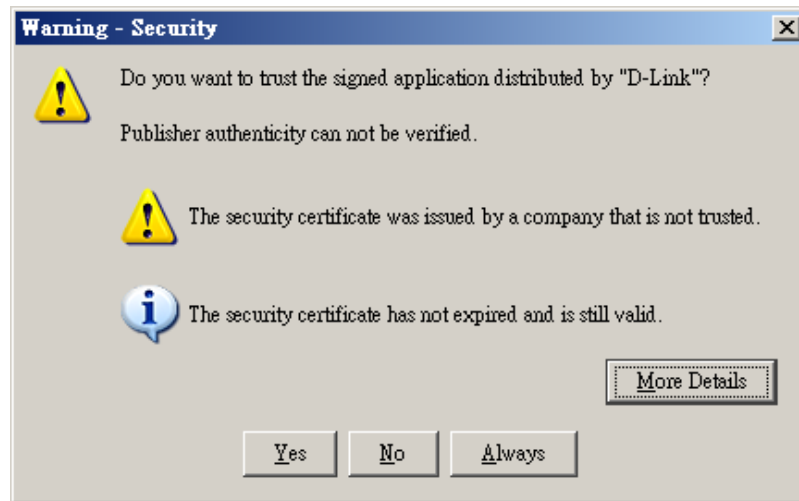 Warning - Security
Do you want to trust the signed application distributed by "D-Link"?
Publisher authenticity can not be verified.
The security certificate was issued by a company that is not trusted.
The security certificate has not expired and is still valid.
More Details
Yes No Always